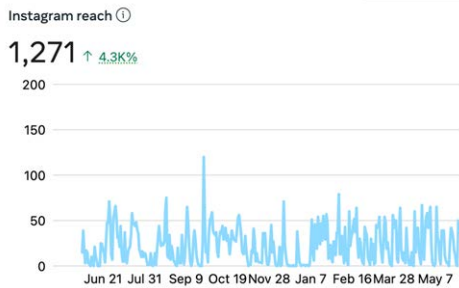 Instagram reach
1,271 ↑ 4.3K%
200
150
100
50
0
Jun 21 Jul 31 Sep 9 Oct 19 Nov 28 Jan 7 Feb 16 Mar 28 May 7